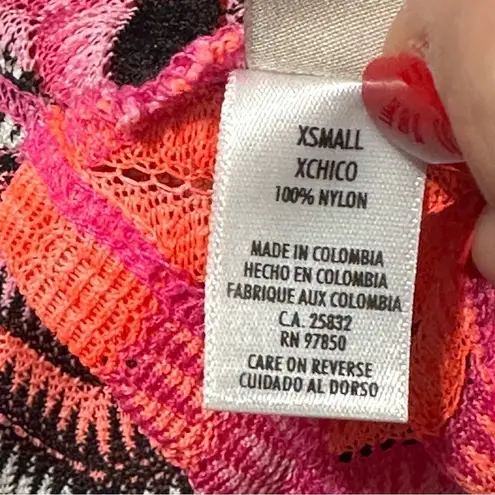 XSMALL
XCHICO
100% NYLON
MADE IN COLOMBIA
HECHO EN COLOMBIA
FABRIQUE AUX COLOMBIA
C.A. 25832
RN 97850
CARE ON REVERSE
CUIDADO AL DORSO